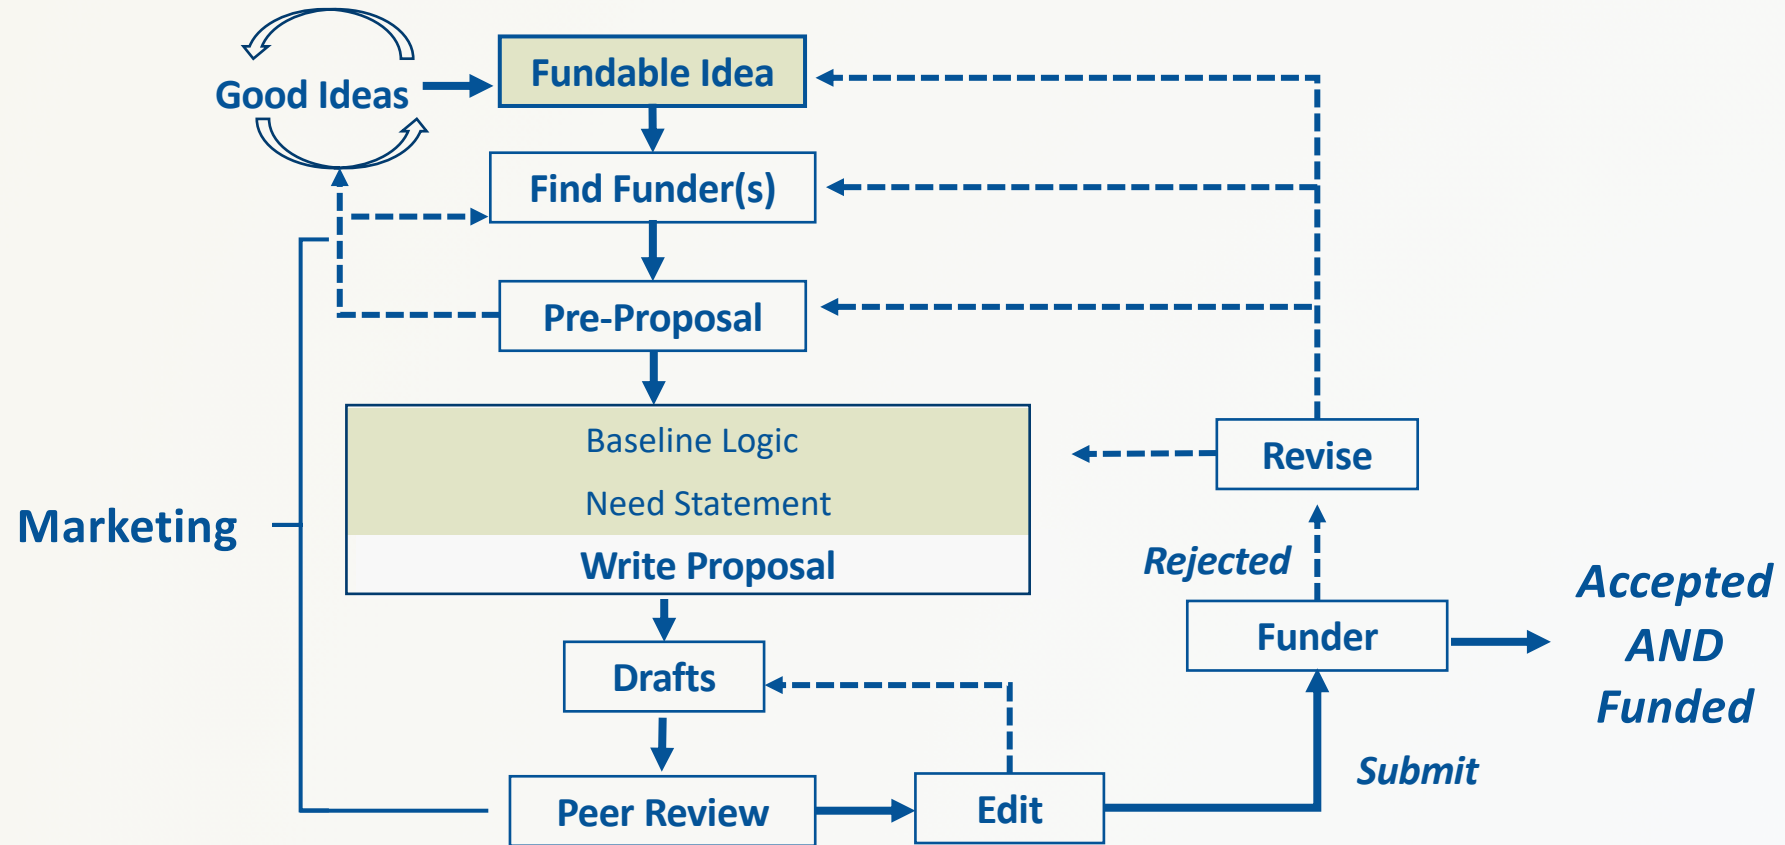 Good Ideas
Fundable Idea
Find Funder(s)
Pre-Proposal
Baseline Logic
Need Statement
Write Proposal
Marketing
Drafts
Peer Review
Edit
Submit
Funder
Rejected
Revise
Accepted
AND
Funded